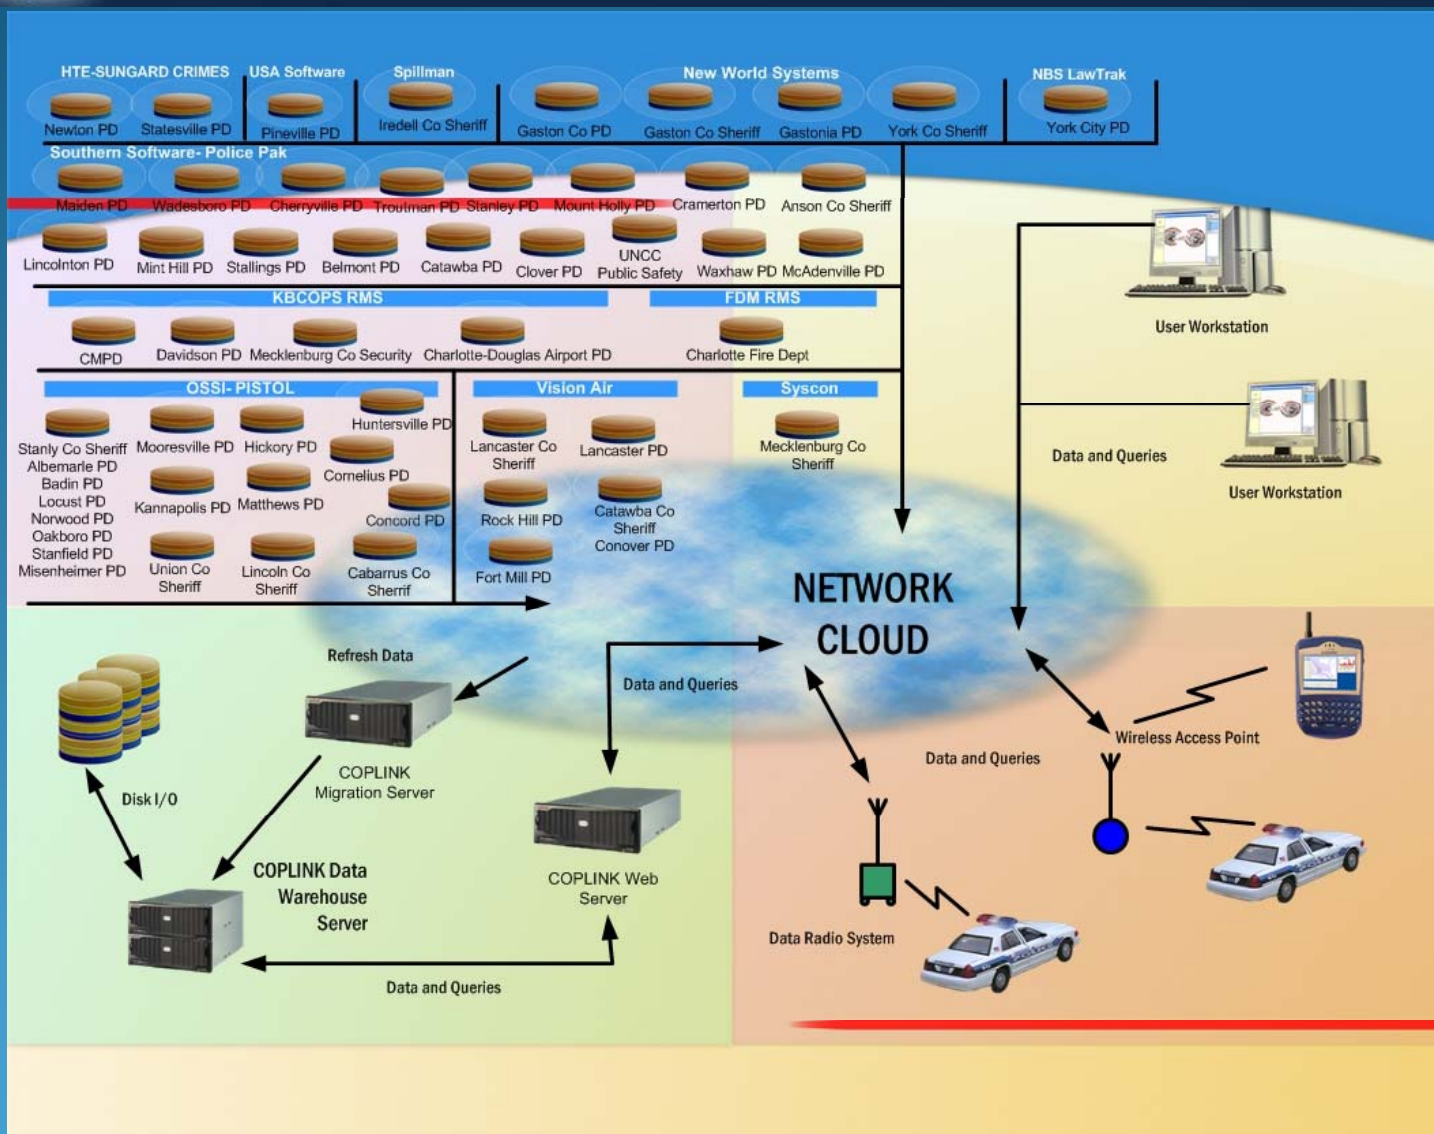 HTE-SUNGARD CRIMES
USA Software
Spillman
New World Systems
NBS LawTrak
Newton PD
Statesville PD
Pineville PD
Iredell Co Sheriff
Gaston Co PD
Gaston Co Sheriff
Gastonia PD
York Co Sheriff
York City PD
Southern Software- Police Pak
Maiden PD
Wadesboro PD
Cherryville PD
Troutman PD
Stanley PD
Mount Holly PD
Cramerton PD
Anson Co Sheriff
Lincolnton PD
Mint Hill PD
Stallings PD
Belmont PD
Catawba PD
Clover PD
UNCC
Public Safety
Waxhaw PD
McAdenville PD
KBCOPS RMS
FDM RMS
CMPD
Davidson PD
Mecklenburg Co Security
Charlotte-Douglas Airport PD
Charlotte Fire Dept
OSSI- PISTOL
Vision Air
Syscon
Stanly Co Sheriff
Albemarle PD
Badin PD
Locust PD
Norwood PD
Oakboro PD
Stanfield PD
Misenheimer PD
Mooresville PD
Hickory PD
Huntersville PD
Cornelius PD
Kannapolis PD
Matthews PD
Concord PD
Union Co
Sheriff
Lincoln Co
Sheriff
Cabarrus Co
Sherrif
Lancaster Co
Sheriff
Lancaster PD
Rock Hill PD
Catawba Co
Sheriff
Conover PD
Fort Mill PD
Mecklenburg Co
Sheriff
User Workstation
Data and Queries
User Workstation
NETWORK
CLOUD
Refresh Data
Data and Queries
COPLINK
Migration Server
Disk I/O
COPLINK Data
Warehouse
Server
COPLINK Web
Server
Data and Queries
Data and Queries
Wireless Access Point
Data Radio System